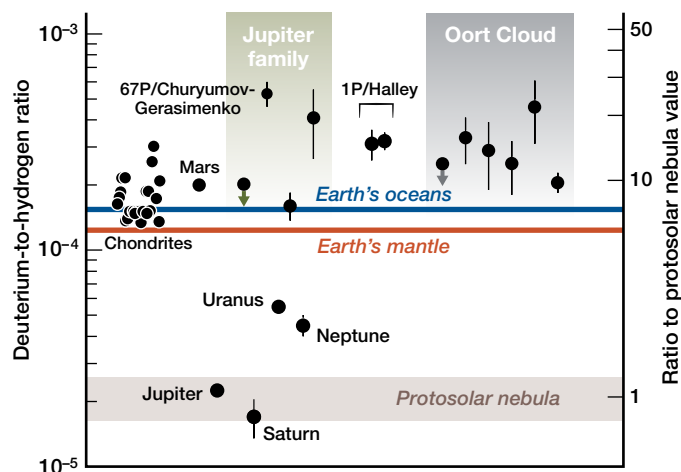 Deuterium-to-hydrogen ratio
10⁻³
10⁻⁴
10⁻⁵
Jupiter
family
Oort Cloud
67P/Churyumov-
Gerasimenko
1P/Halley
Mars
Earth's oceans
Chondrites
Earth's mantle
Uranus
Neptune
Jupiter
Protosolar nebula
Saturn
50
10
1
Ratio to protosolar nebula value